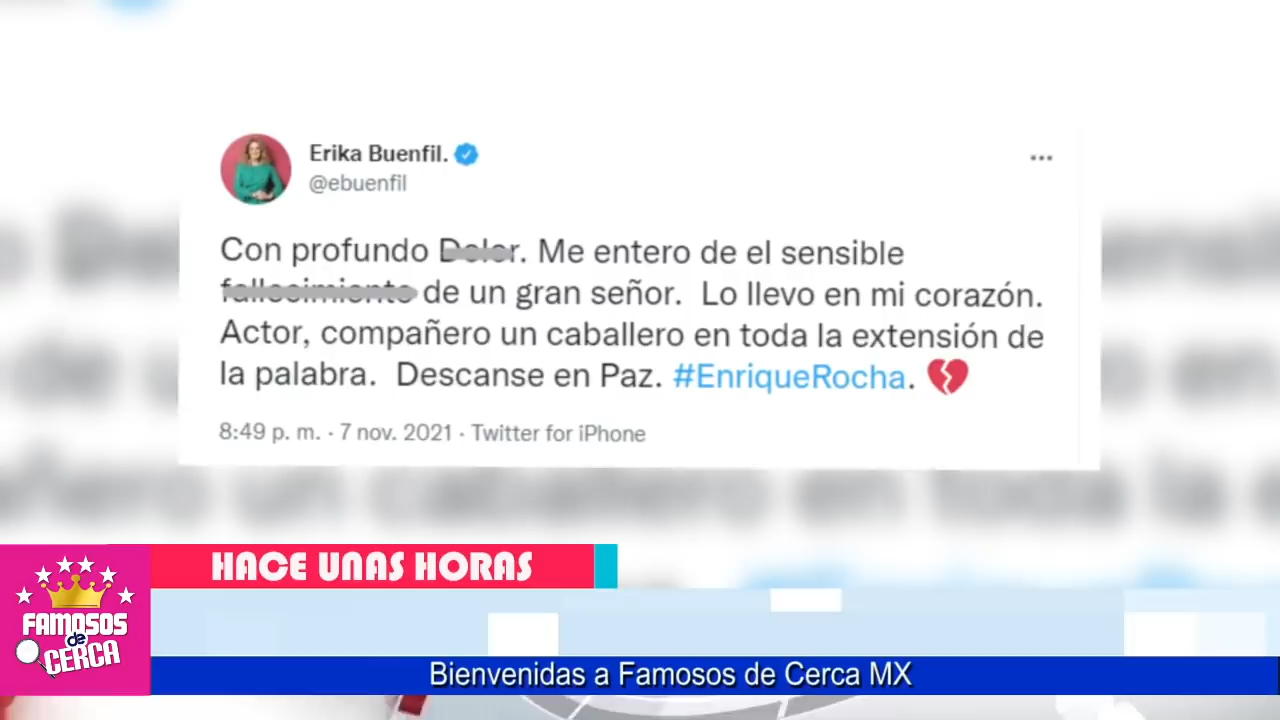 Erika Buenfil.
@ebuenfil
Con profundo Dolor. Me entero de el sensible
fallecimiento de un gran señor. Lo llevo en mi corazón.
Actor, compañero un caballero en toda la extensión de
la palabra. Descanse en Paz. #EnriqueRocha. 💔
8:49 p. m. · 7 nov. 2021 · Twitter for iPhone
HACE UNAS HORAS
FAMOSOS
de
CERCA
Bienvenidas a Famosos de Cerca MX